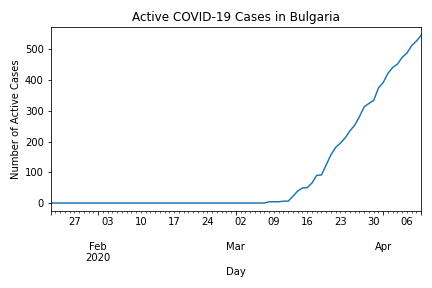 Active COVID-19 Cases in Bulgaria
Number of Active Cases
500
400
300
200
100
0
27 03 10 17 24 02 09 16 23 30 06
Feb Mar Apr
2020
Day